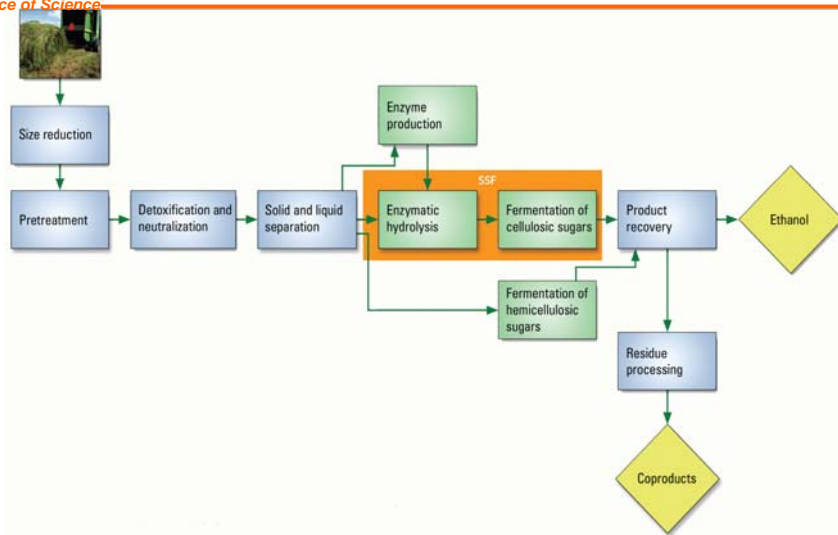 ce of Science
Size reduction
Pretreatment
Detoxification and
neutralization
Solid and liquid
separation
Enzyme
production
SSF
Enzymatic
hydrolysis
Fermentation of
cellulosic sugars
Fermentation of
hemicellulosic
sugars
Product
recovery
Ethanol
Residue
processing
Coproducts